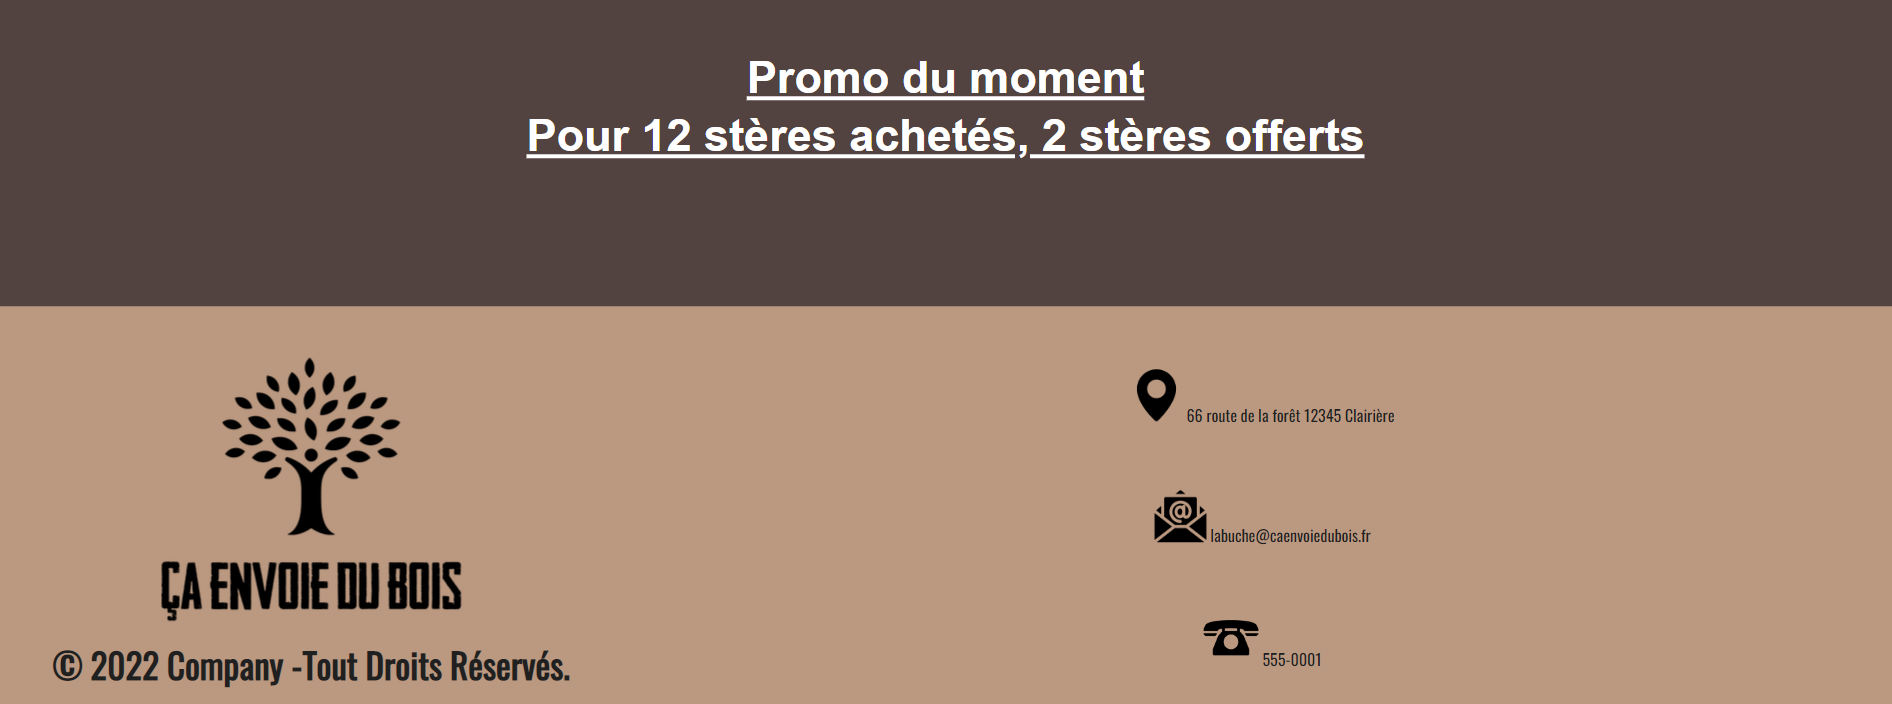 Promo du moment
Pour 12 stères achetés, 2 stères offerts
ÇA ENVOIE DU BOIS
© 2022 Company -Tout Droits Réservés.
66 route de la forêt 12345 Clairière
labuche@caenvoiedubois.fr
555-0001